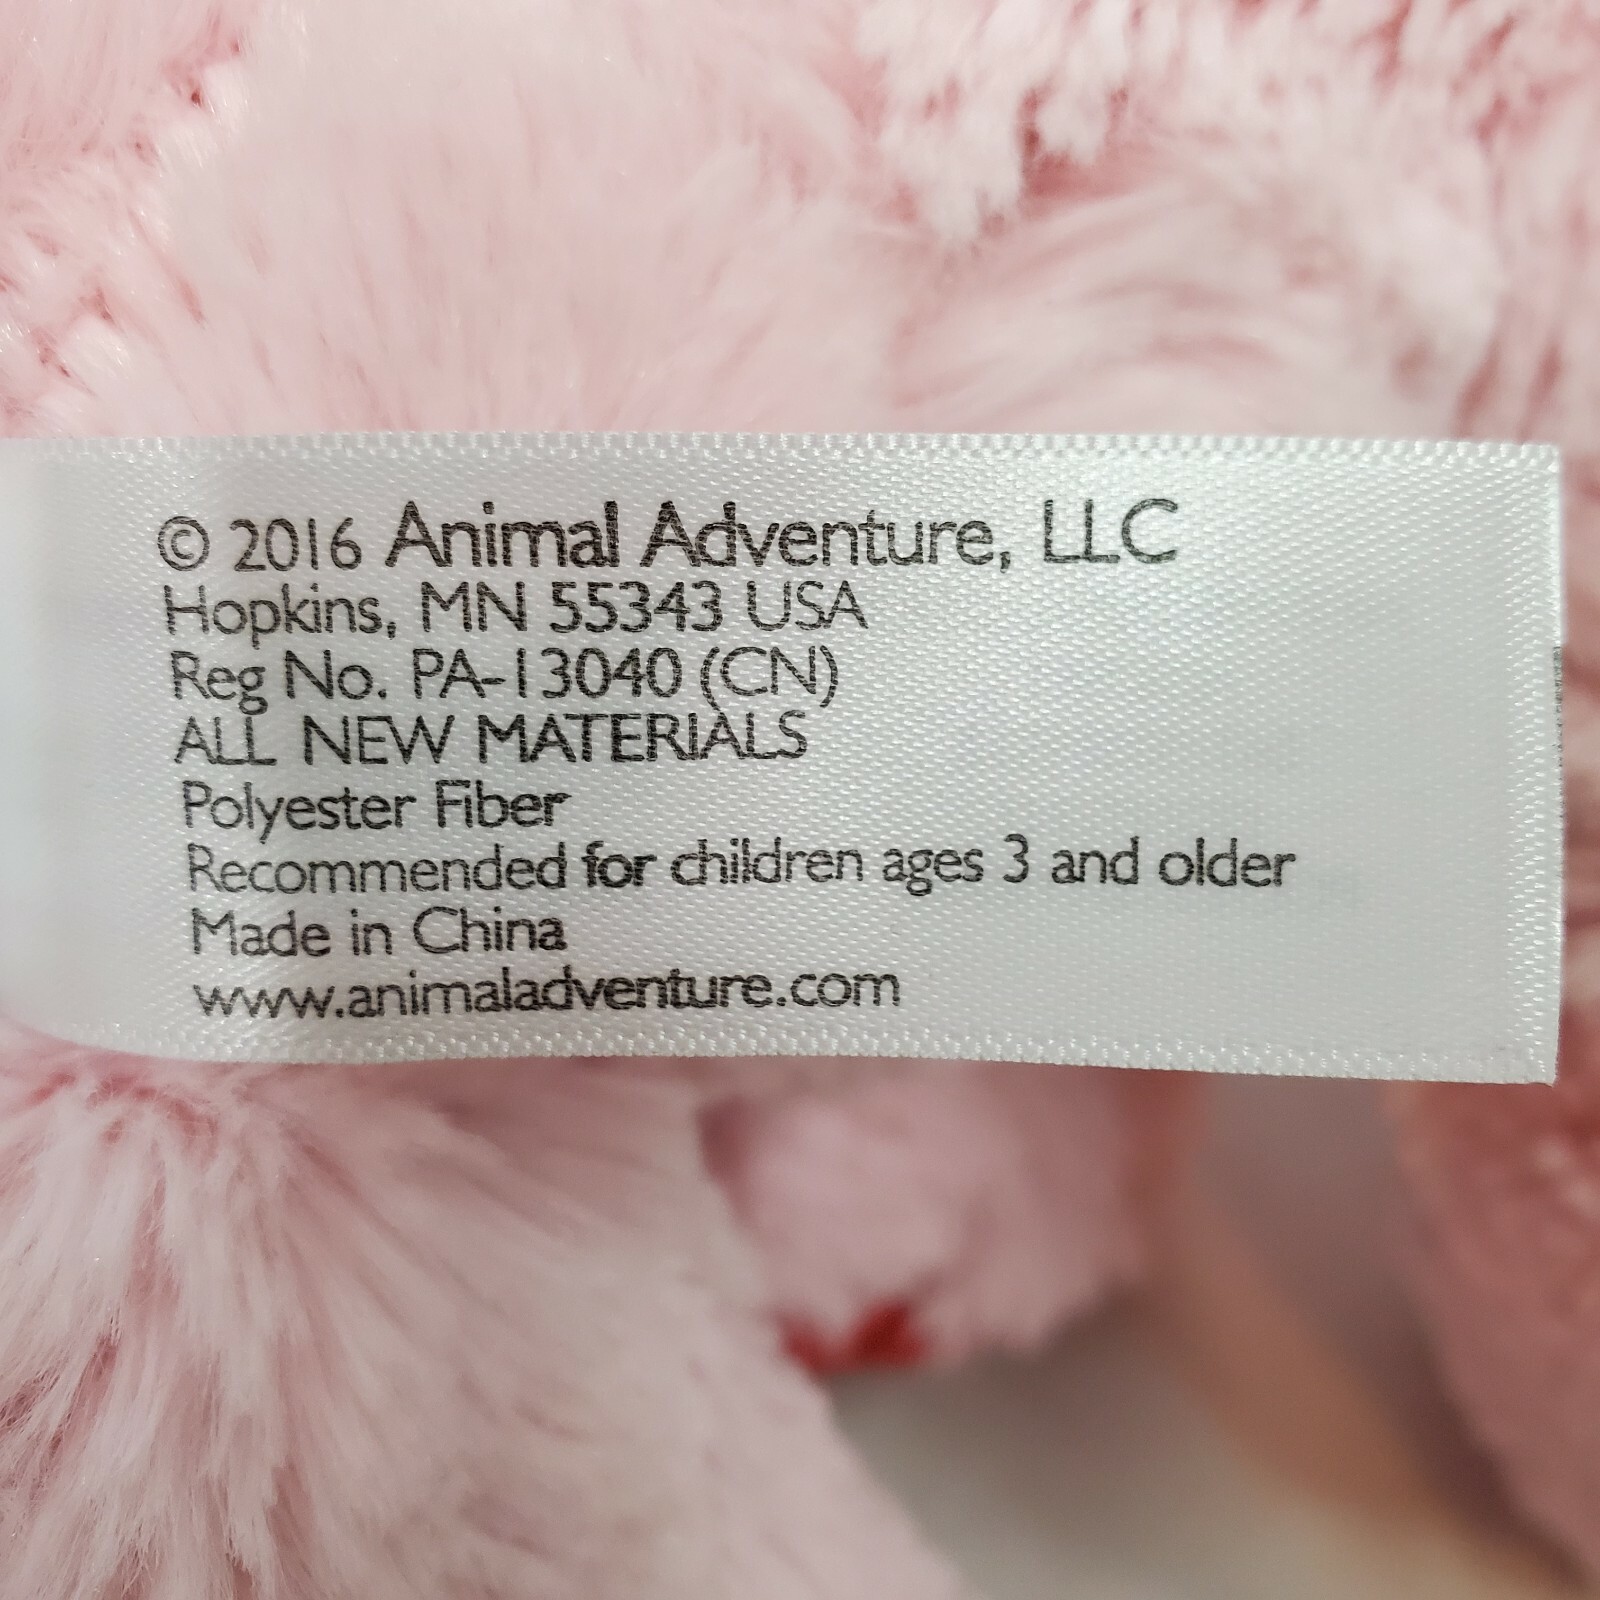 © 2016 Animal Adventure, LLC
Hopkins, MN 55343 USA
Reg No. PA-13040 (CN)
ALL NEW MATERIALS
Polyester Fiber
Recommended for children ages 3 and older
Made in China
www.animaladventure.com